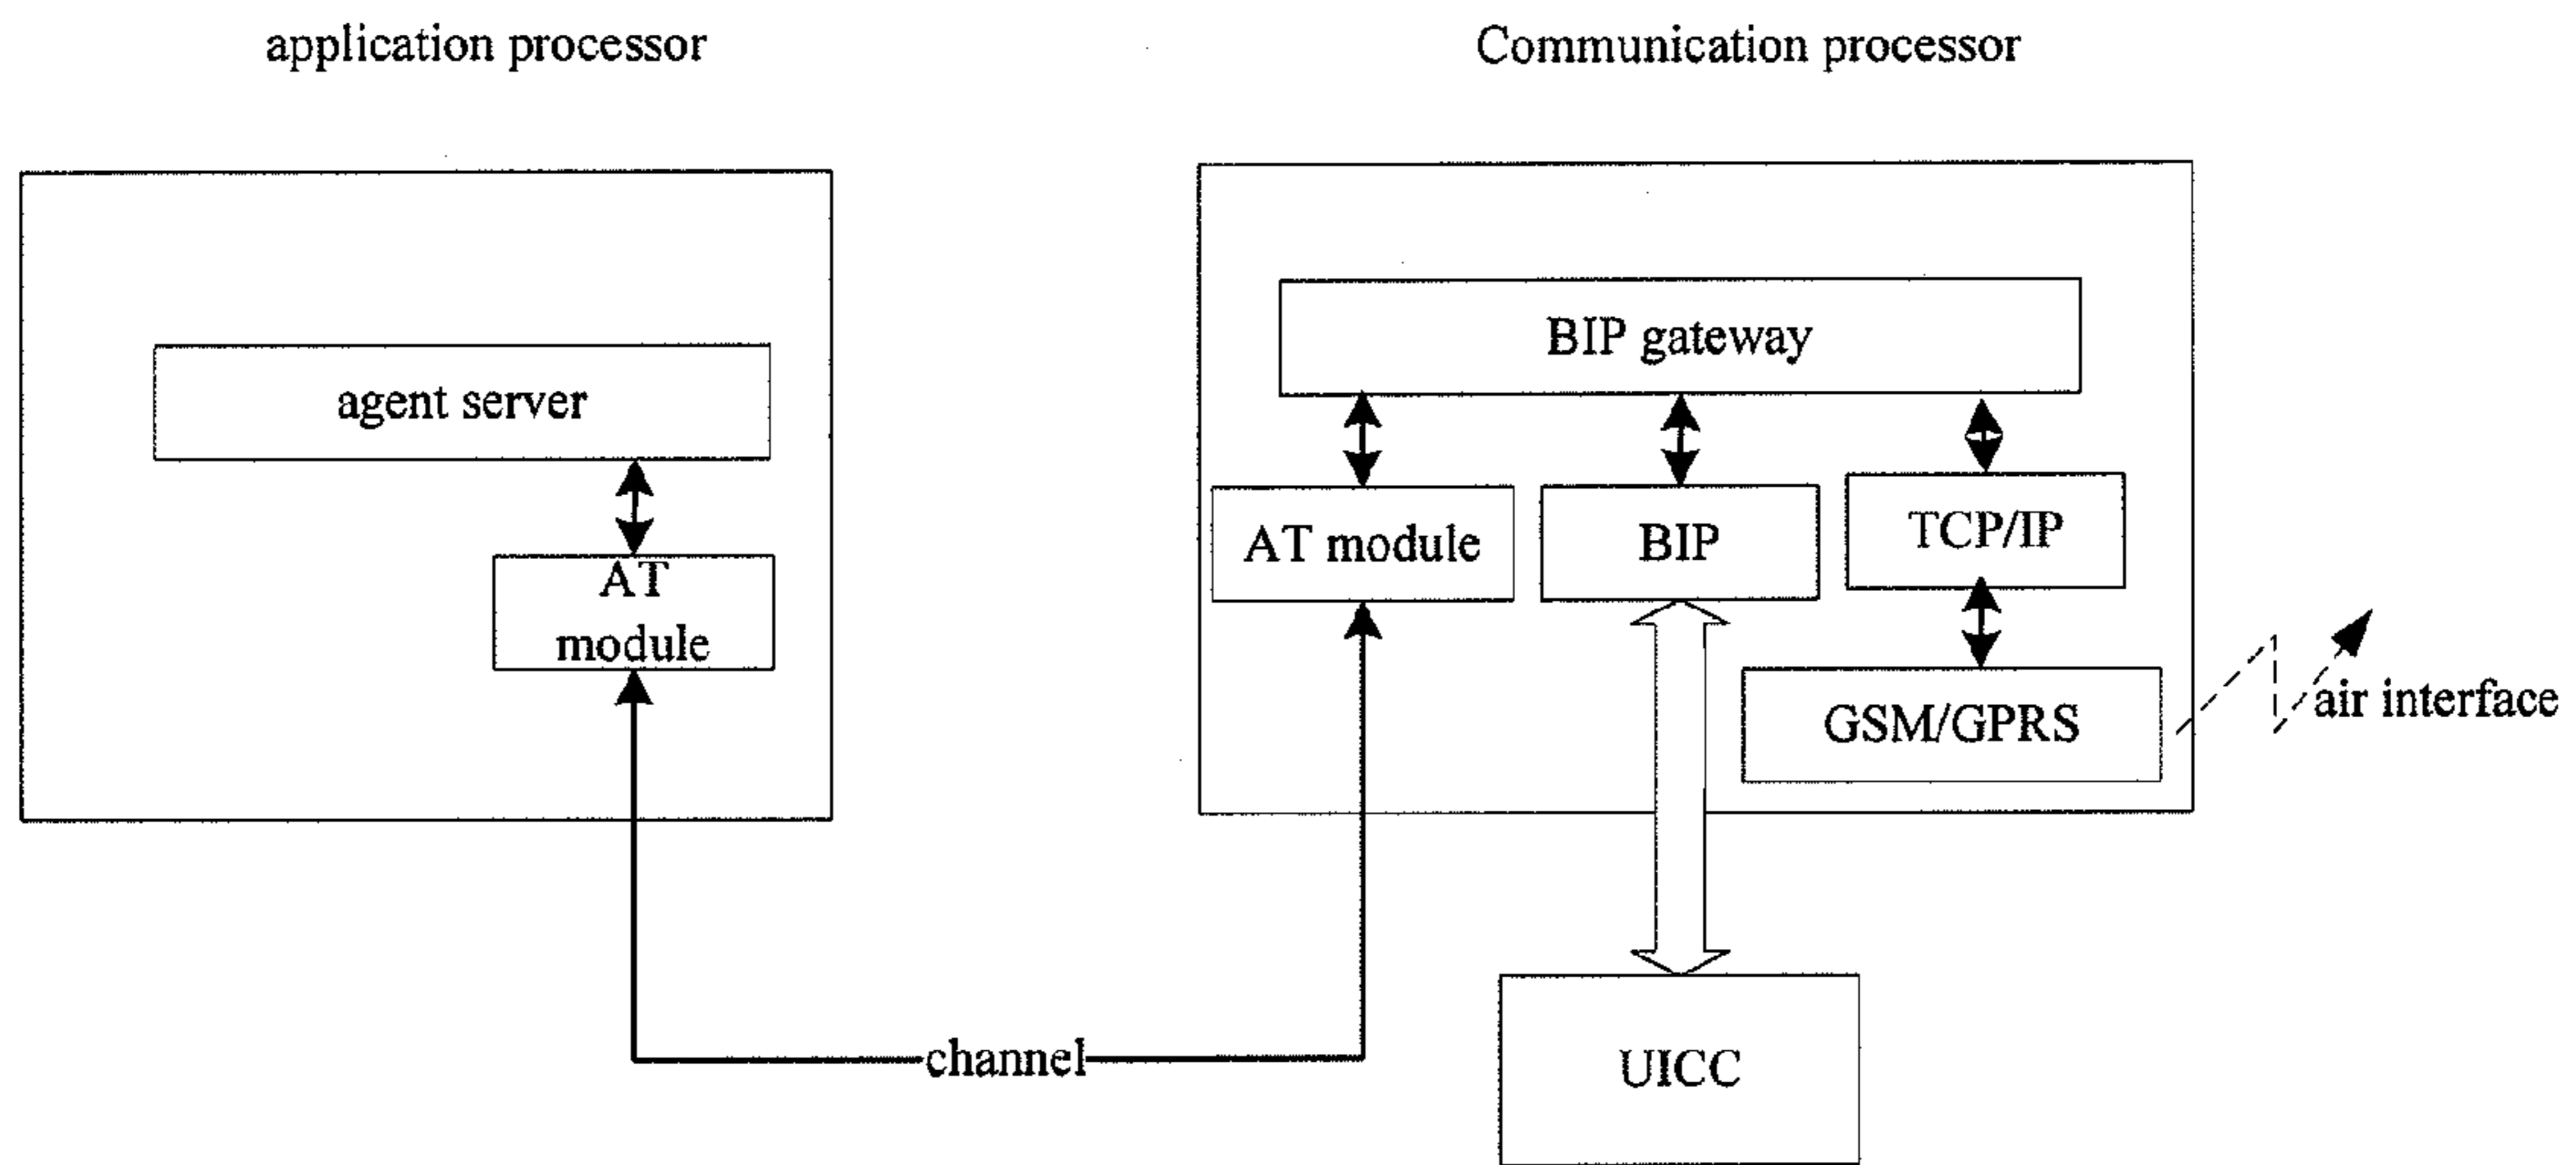 application processor
Communication processor
agent server
AT
module
BIP gateway
AT module
BIP
TCP/IP
GSM/GPRS
air interface
channel
UICC